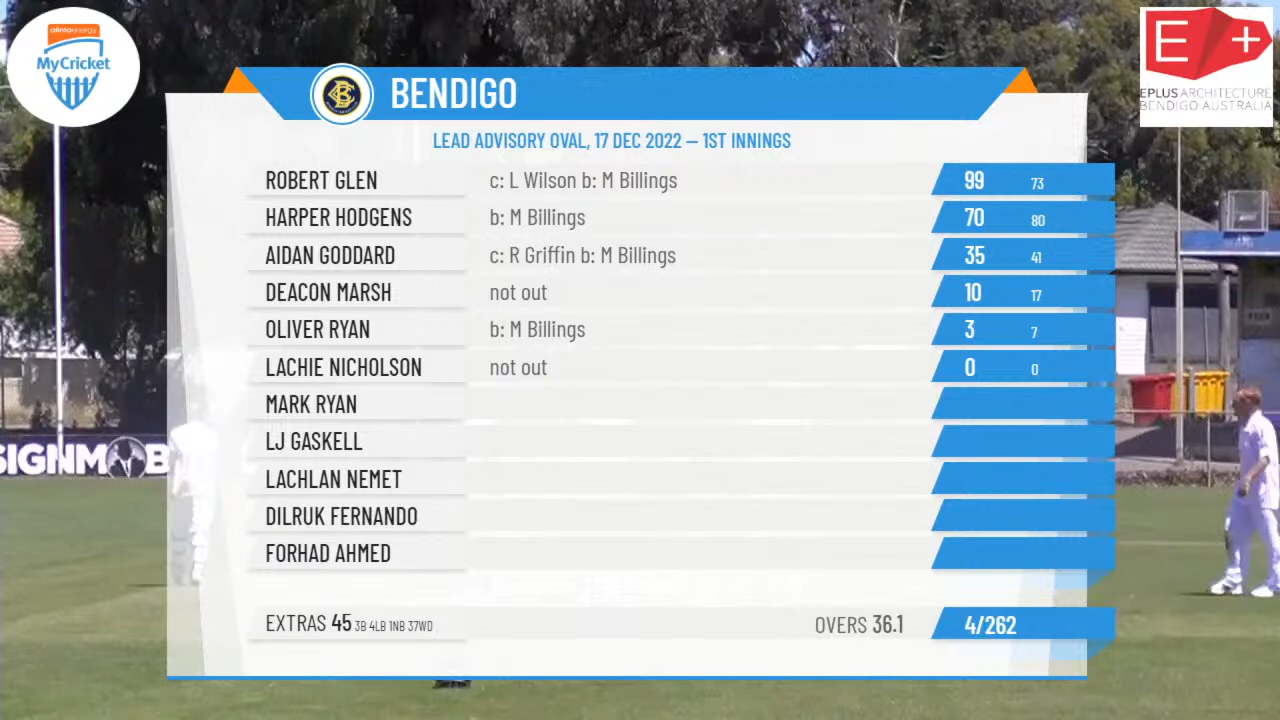 alinta energy
MyCricket
E+
EPLUS ARCHITECTURE
BENDIGO AUSTRALIA
BENDIGO
LEAD ADVISORY OVAL, 17 DEC 2022 – 1ST INNINGS
ROBERT GLEN c: L Wilson b: M Billings 99 73
HARPER HODGENS b: M Billings 70 80
AIDAN GODDARD c: R Griffin b: M Billings 35 41
DEACON MARSH not out 10 17
OLIVER RYAN b: M Billings 3 7
LACHIE NICHOLSON not out 0 0
MARK RYAN
LJ GASKELL
LACHLAN NEMET
DILRUK FERNANDO
FORHAD AHMED
SIGNMOB
EXTRAS 45 3B 4LB 1NB 37WD OVERS 36.1 4/262